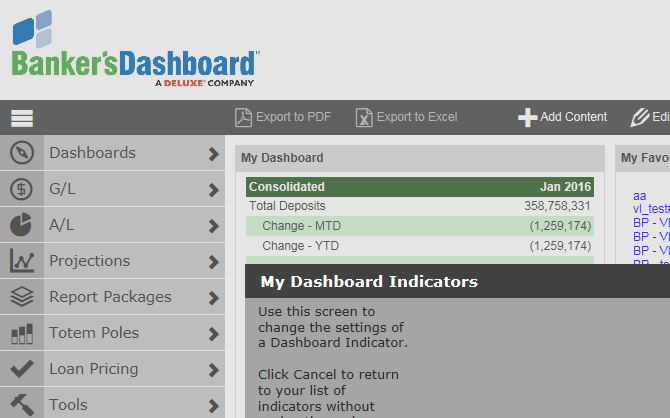 Banker'sDashboard™
A DELUXE® COMPANY
Export to PDF
Export to Excel
Add Content
Dashboards
G/L
A/L
Projections
Report Packages
Totem Poles
Loan Pricing
Tools
My Dashboard
Consolidated Jan 2016
Total Deposits 358,758,331
Change - MTD (1,259,174)
Change - YTD (1,259,174)
My Dashboard Indicators
Use this screen to
change the settings of
a Dashboard Indicator.
Click Cancel to return
to your list of
indicators without
My Favo
aa
vl_test
BP - V
BP - V
BP - V